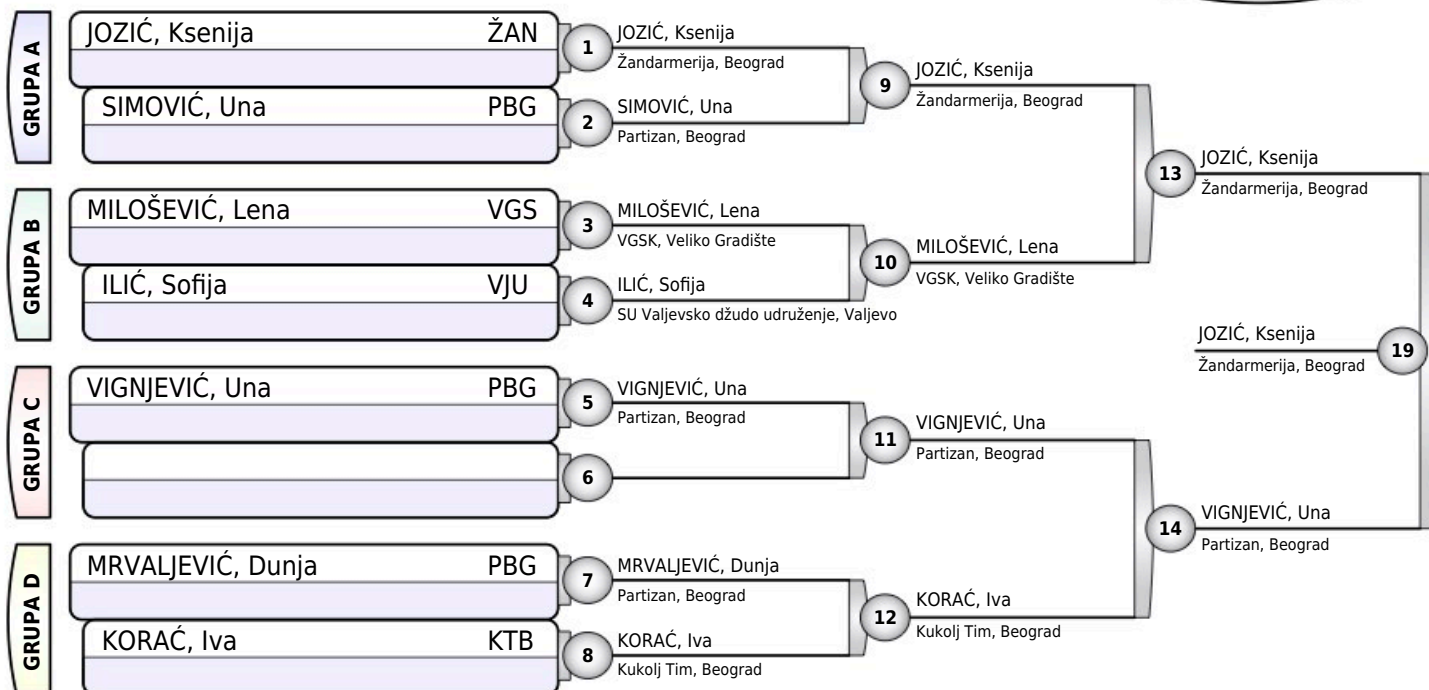 GRUPA A
JOZIĆ, Ksenija ŽAN
SIMOVIĆ, Una PBG
GRUPA B
MILOŠEVIĆ, Lena VGS
ILIĆ, Sofija VJU
GRUPA C
VIGNJEVIĆ, Una PBG
GRUPA D
MRVALJEVIĆ, Dunja PBG
KORAĆ, Iva KTB
1
JOZIĆ, Ksenija
Žandarmerija, Beograd
2
SIMOVIĆ, Una
Partizan, Beograd
3
MILOŠEVIĆ, Lena
VGSK, Veliko Gradište
4
ILIĆ, Sofija
SU Valjevsko džudo udruženje, Valjevo
5
VIGNJEVIĆ, Una
Partizan, Beograd
6
7
MRVALJEVIĆ, Dunja
Partizan, Beograd
8
KORAĆ, Iva
Kukolj Tim, Beograd
9
JOZIĆ, Ksenija
Žandarmerija, Beograd
10
MILOŠEVIĆ, Lena
VGSK, Veliko Gradište
11
VIGNJEVIĆ, Una
Partizan, Beograd
12
KORAĆ, Iva
Kukolj Tim, Beograd
13
JOZIĆ, Ksenija
Žandarmerija, Beograd
14
VIGNJEVIĆ, Una
Partizan, Beograd
JOZIĆ, Ksenija
Žandarmerija, Beograd
19